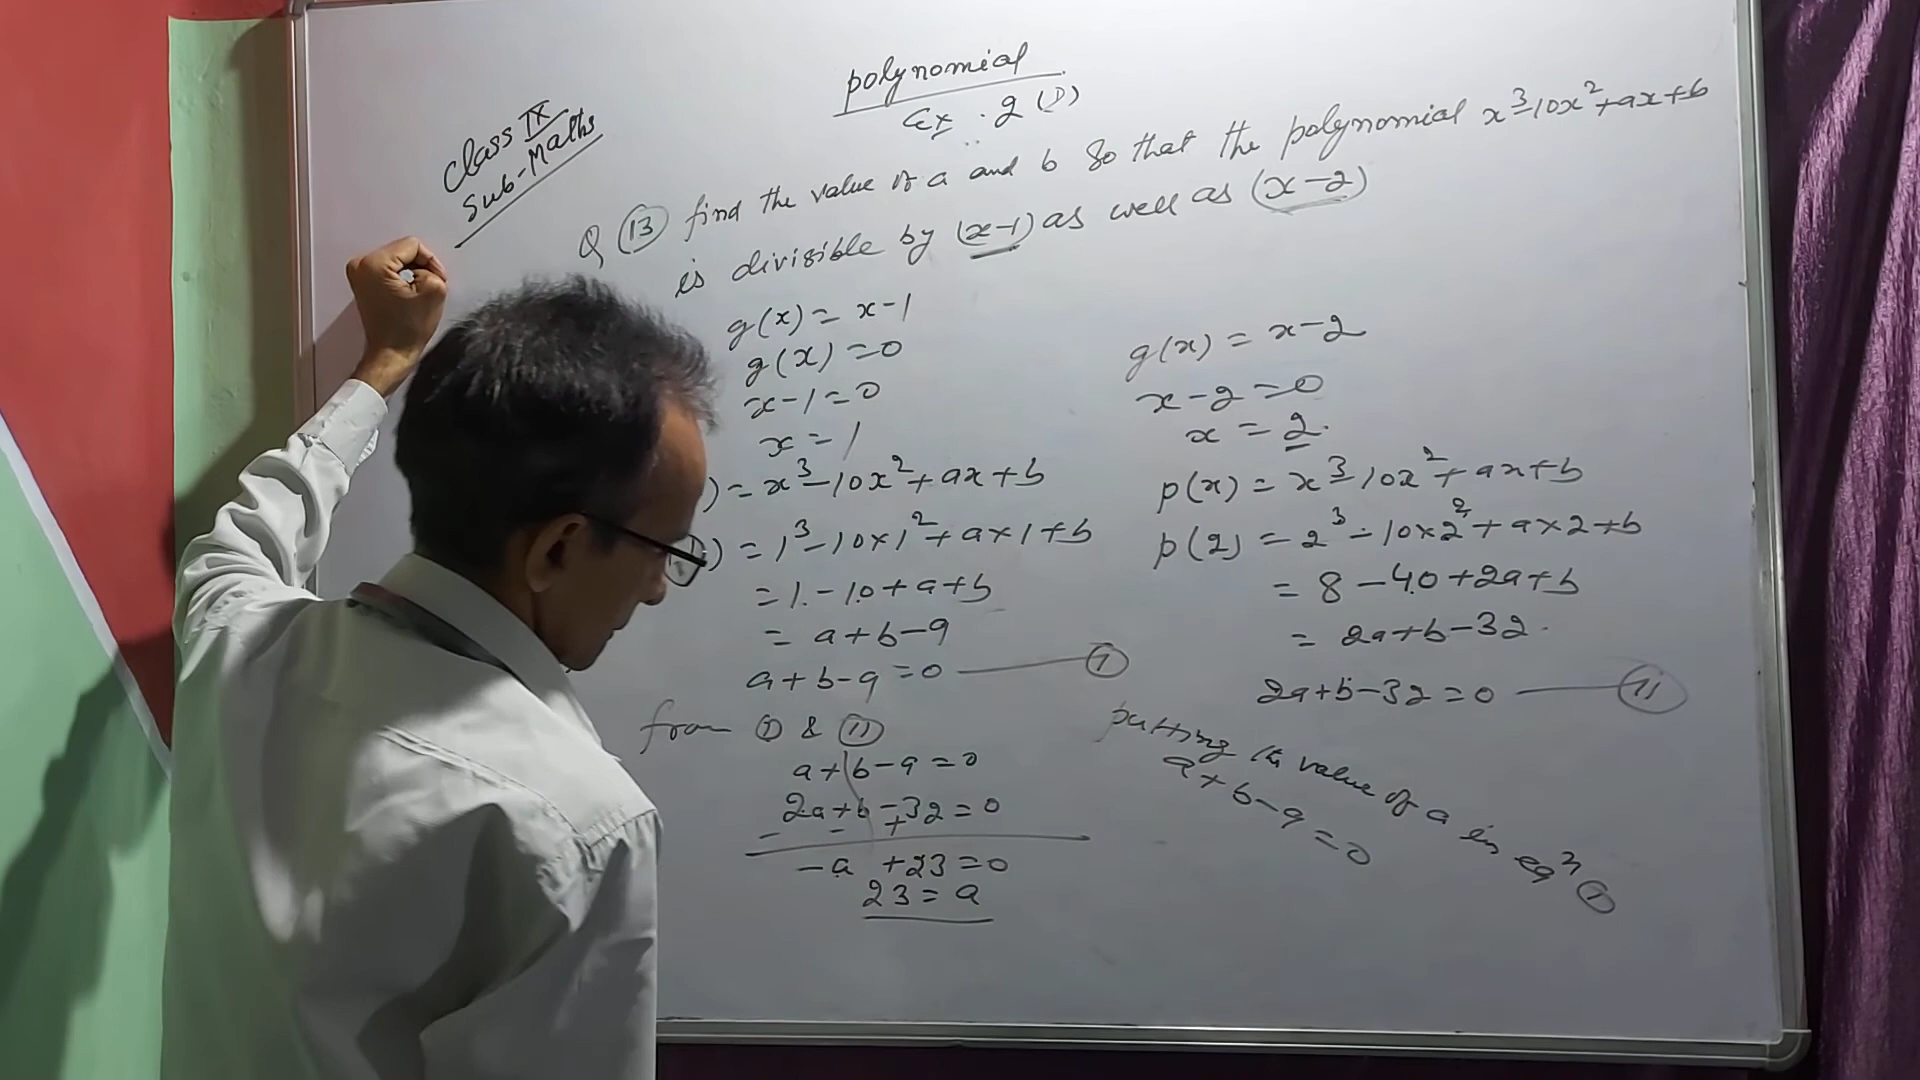 polynomial
Ex . 2 (D)
Class IX
Sub-Maths
Q (13) find the value of a and b so that the polynomial x³-10x²+ax+b
is divisible by (x-1) as well as (x-2)
g(x) = x-1
g(x) = 0
x-1 = 0
x = 1
) = x³-10x²+ax+b
) = 1³-10×1²+a×1+b
= 1-10+a+b
= a+b-9
a+b-9=0 (I)
g(x) = x-2
x-2=0
x = 2.
p(x) = x³-10x²+ax+b
p(2) = 2³-10×2²+a×2+b
= 8-40+2a+b
= 2a+b-32.
2a+b-32=0 (II)
from (I) & (II)
a+b-9=0
2a+b-32=0
- - +
-a +23=0
23=a
putting the value of a in eqⁿ (I)
a+b-9=0